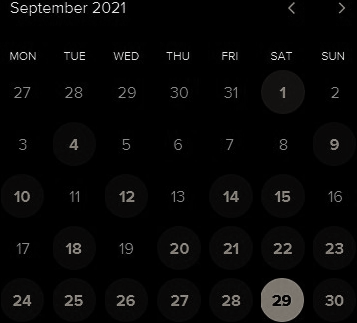 September 2021
MON TUE WED THU FRI SAT SUN
27 28 29 30 31 1 2
3 4 5 6 7 8 9
10 11 12 13 14 15 16
17 18 19 20 21 22 23
24 25 26 27 28 29 30